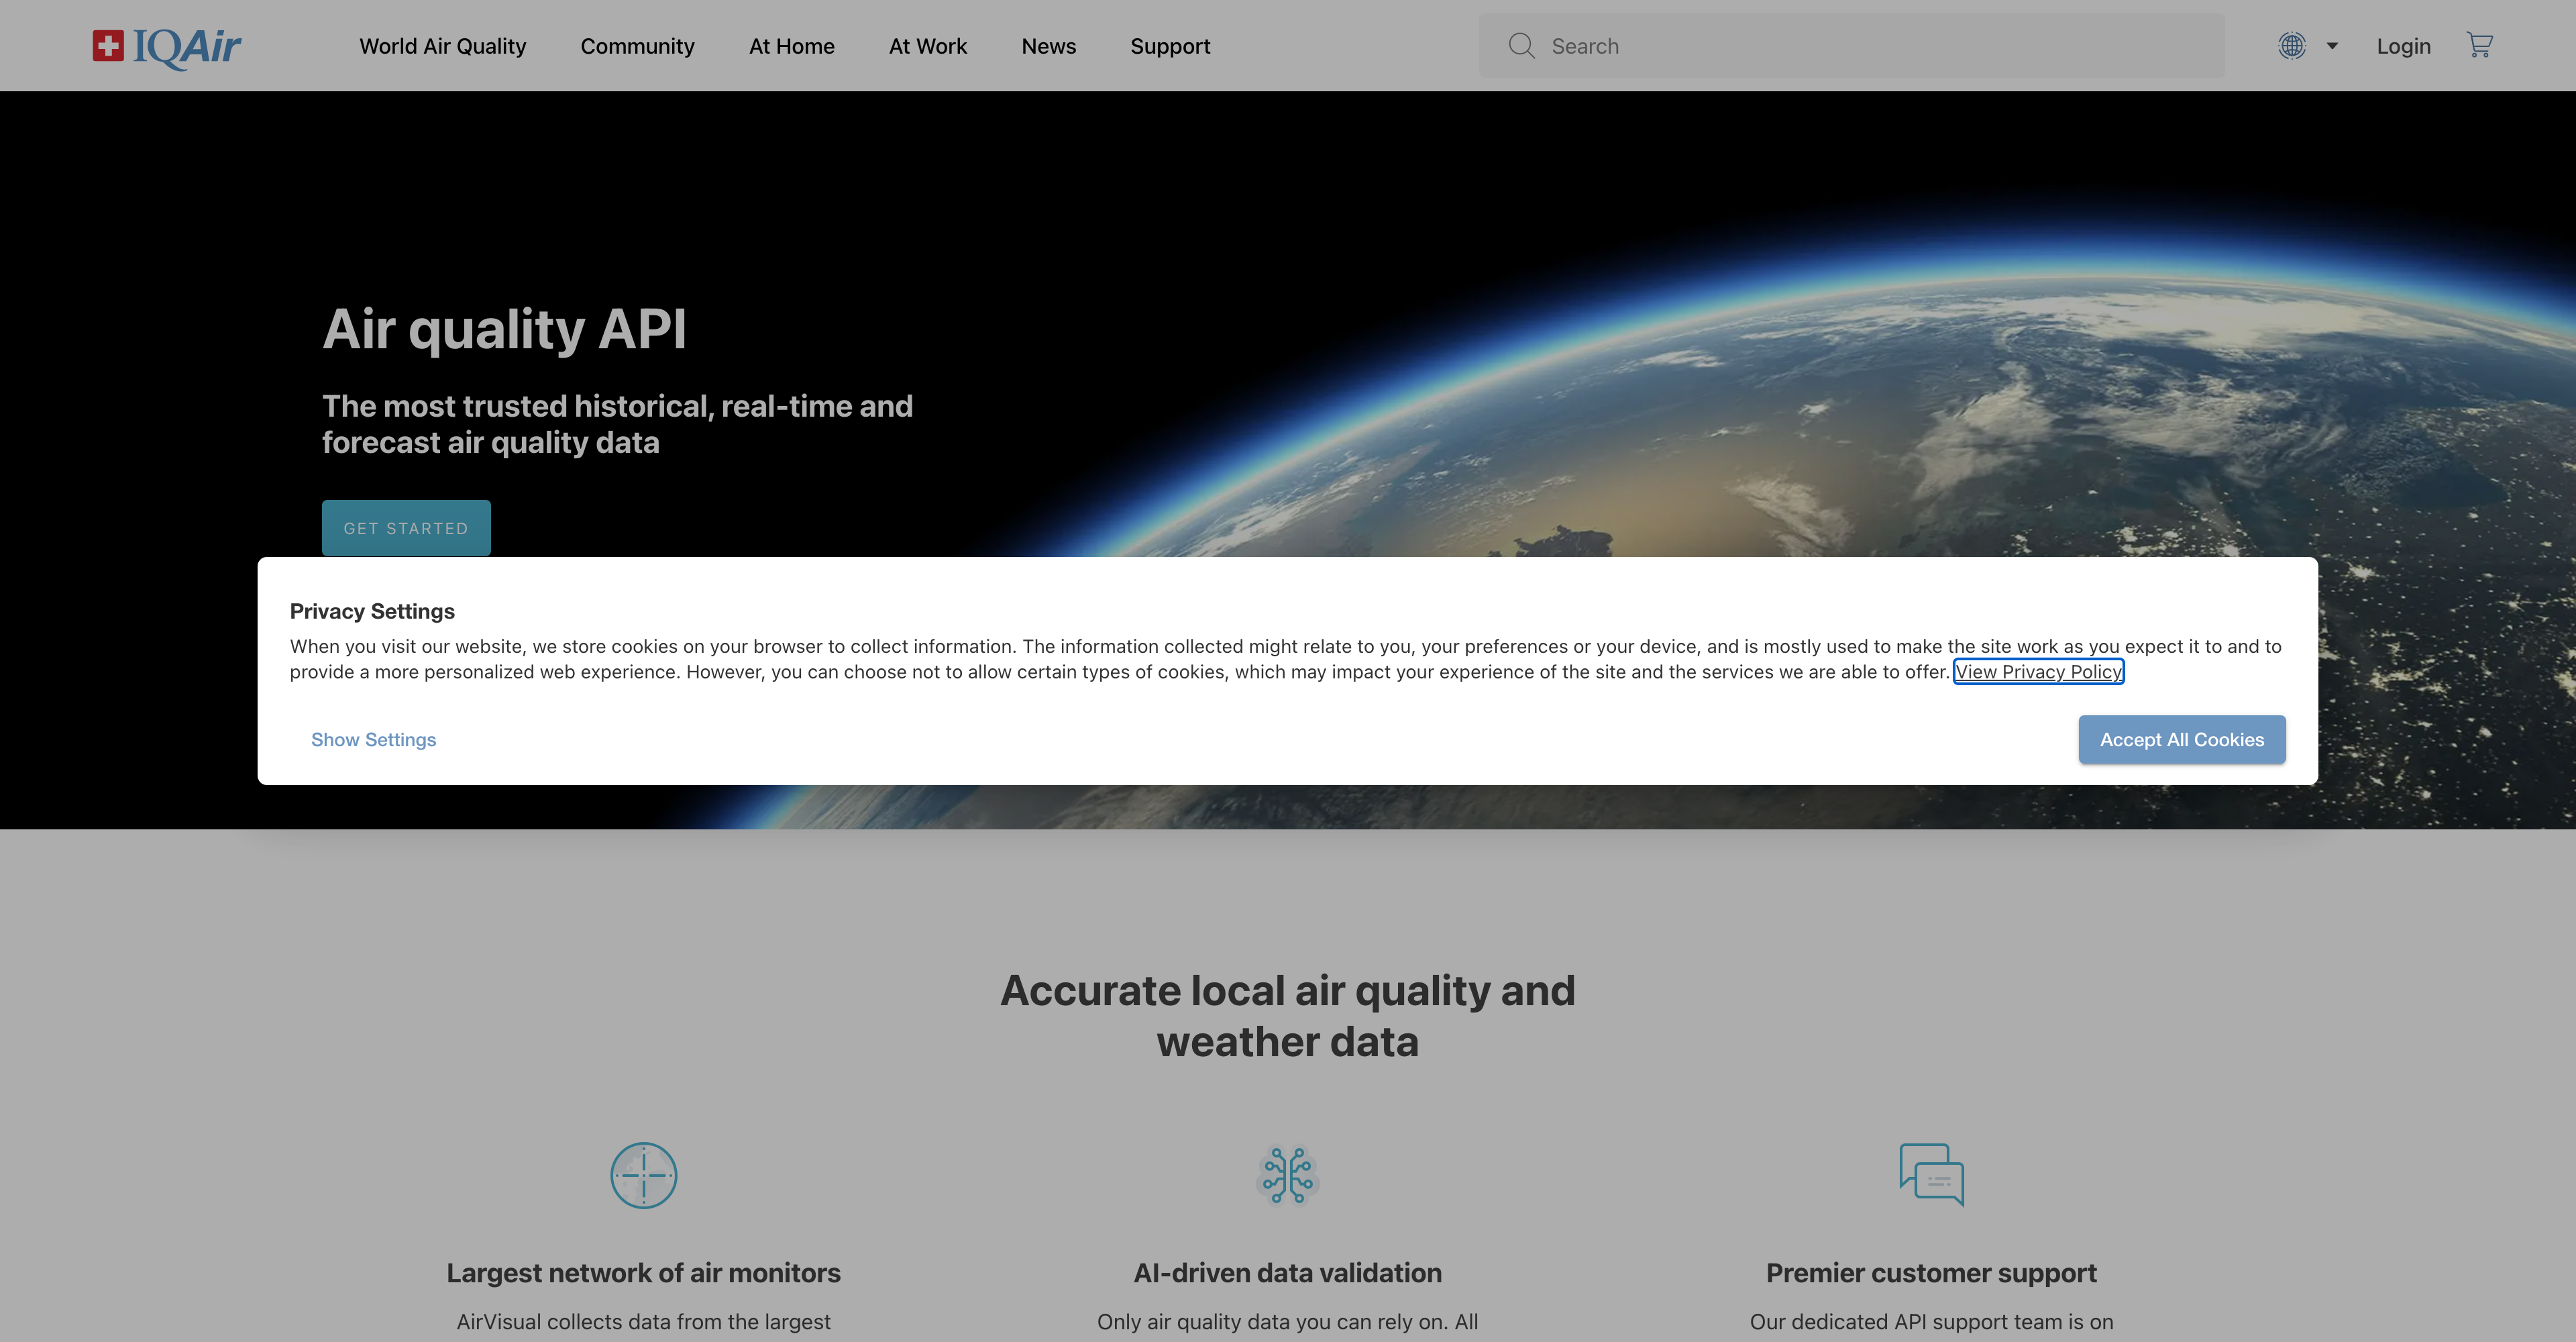 IQAir
World Air Quality
Community
At Home
At Work
News
Support
Search
Login
Air quality API
The most trusted historical, real-time and
forecast air quality data
GET STARTED
Privacy Settings
When you visit our website, we store cookies on your browser to collect information. The information collected might relate to you, your preferences or your device, and is mostly used to make the site work as you expect it to and to
provide a more personalized web experience. However, you can choose not to allow certain types of cookies, which may impact your experience of the site and the services we are able to offer. View Privacy Policy
Show Settings
Accept All Cookies
Accurate local air quality and
weather data
Largest network of air monitors
AirVisual collects data from the largest
AI-driven data validation
Only air quality data you can rely on. All
Premier customer support
Our dedicated API support team is on